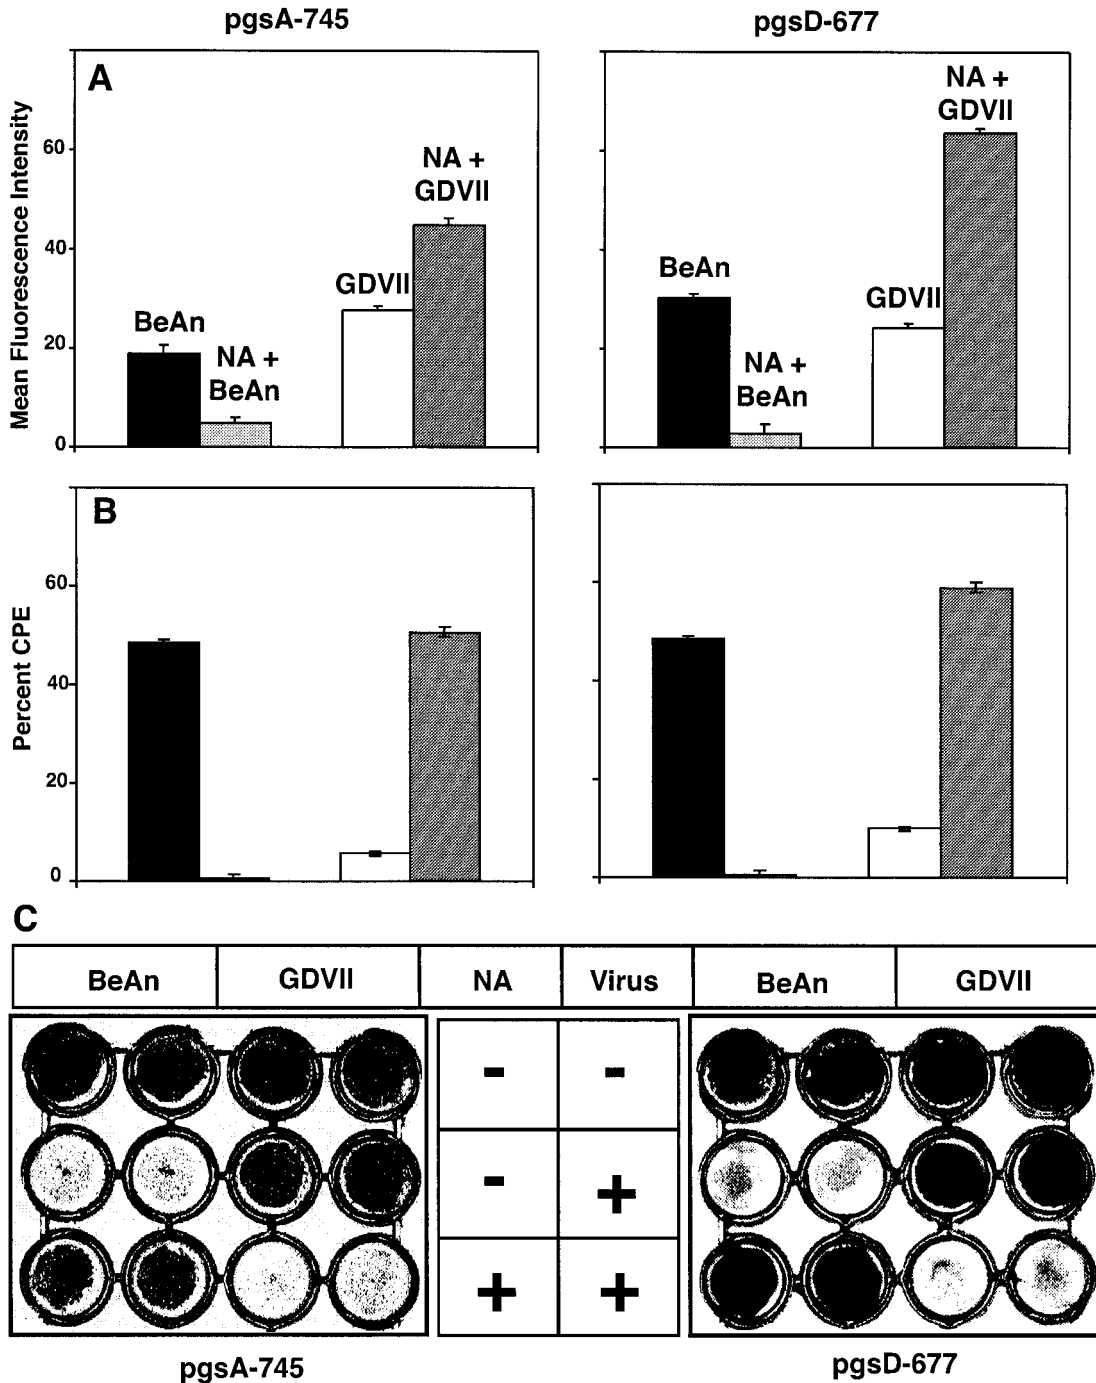 pgsA-745
pgsD-677
A
Mean Fluorescence Intensity
60
40
20
0
BeAn
NA +
BeAn
GDVII
NA +
GDVII
BeAn
NA +
BeAn
GDVII
NA +
GDVII
B
Percent CPE
60
40
20
0
C
BeAn GDVII NA Virus BeAn GDVII
- -
- +
+ +
pgsA-745
pgsD-677